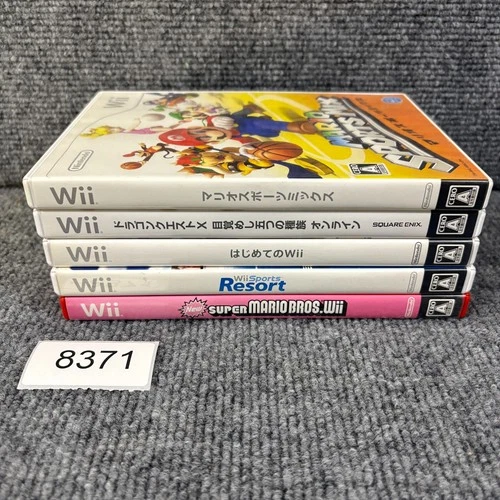 Wii
Nintendo
SPORTS MIX
Wii マリオスポーツミックス A
Wii ドラゴンクエストX 目覚めし五つの種族 オンライン SQUARE ENIX. A
Wii はじめてのWii A
Wii Wii Sports Resort A
Wii New SUPER MARIO BROS. Wii A
8371